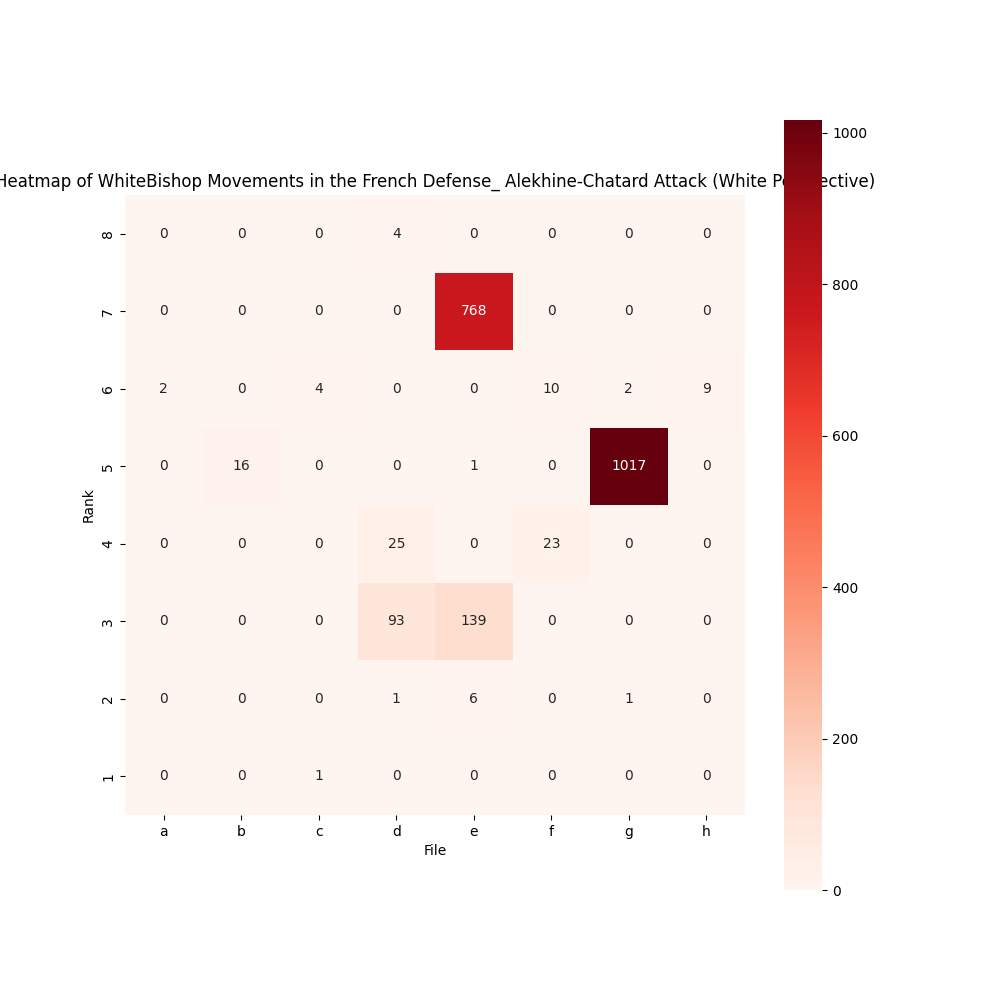 Heatmap of WhiteBishop Movements in the French Defense_ Alekhine-Chatard Attack (White P ective)
1000
8 0 0 0 4 0 0 0 0
800
7 0 0 0 0 768 0 0 0
6 2 0 4 0 0 10 2 9
600
5 0 16 0 0 1 0 1017 0
Rank
4 0 0 0 25 0 23 0 0
400
3 0 0 0 93 139 0 0 0
2 0 0 0 1 6 0 1 0
200
1 0 0 1 0 0 0 0 0
a b c d e f g h
File
0